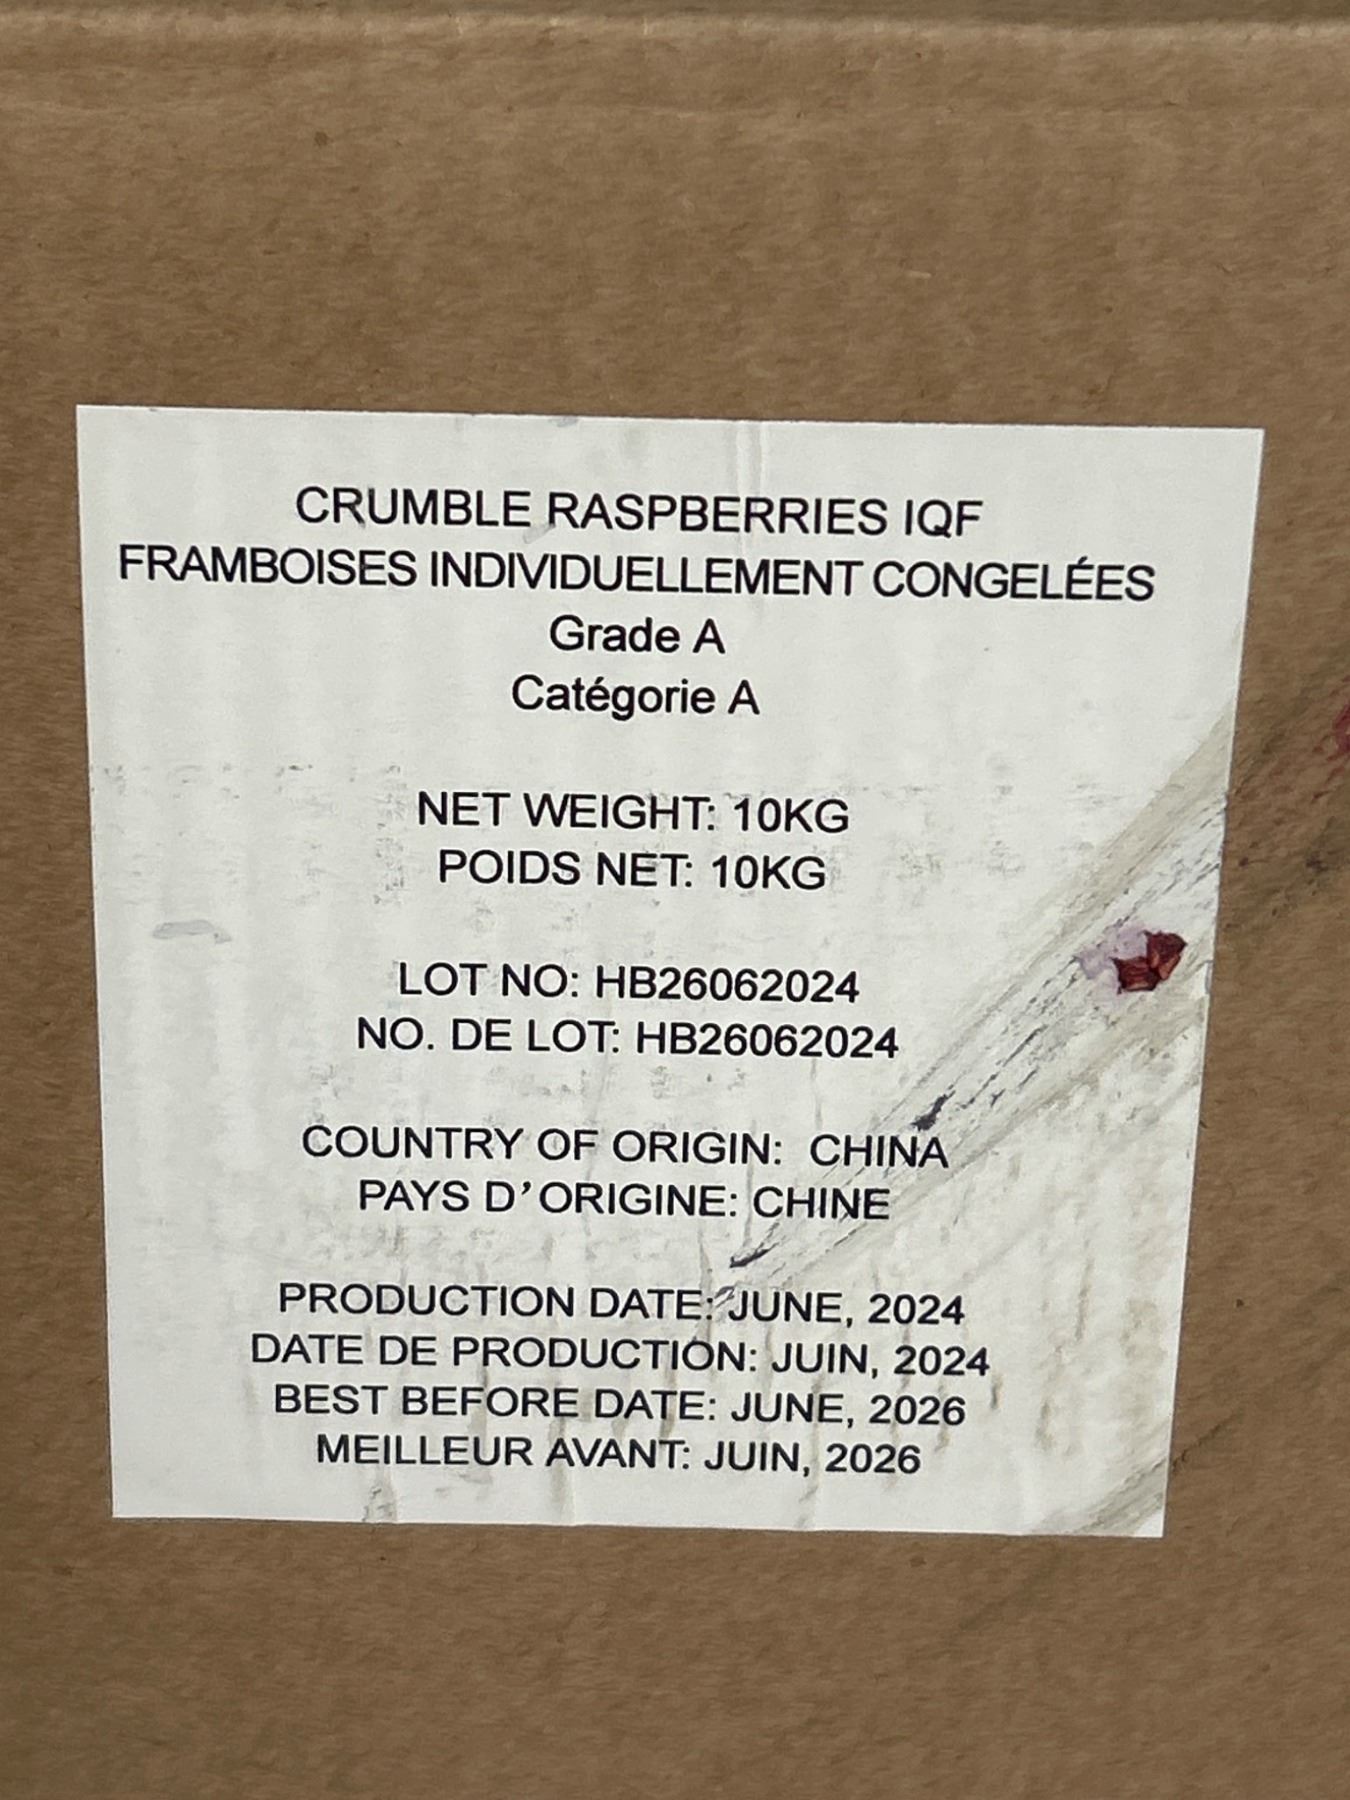 CRUMBLE RASPBERRIES IQF
FRAMBOISES INDIVIDUELLEMENT CONGELÉES
Grade A
Catégorie A
NET WEIGHT: 10KG
POIDS NET: 10KG
LOT NO: HB26062024
NO. DE LOT: HB26062024
COUNTRY OF ORIGIN: CHINA
PAYS D'ORIGINE: CHINE
PRODUCTION DATE: JUNE, 2024
DATE DE PRODUCTION: JUIN, 2024
BEST BEFORE DATE: JUNE, 2026
MEILLEUR AVANT: JUIN, 2026